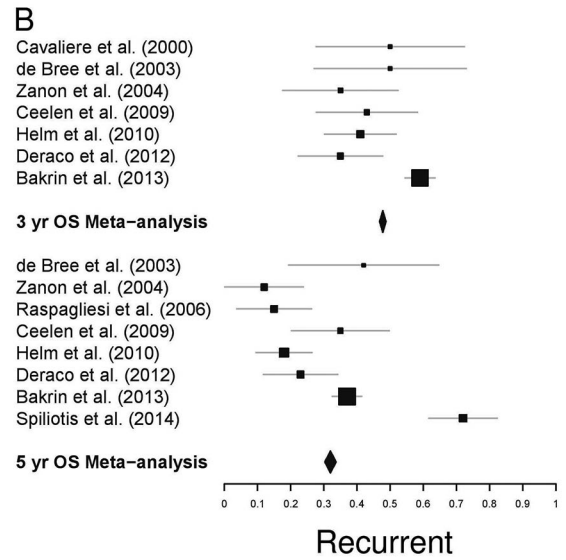 B
Cavaliere et al. (2000)
de Bree et al. (2003)
Zanon et al. (2004)
Ceelen et al. (2009)
Helm et al. (2010)
Deraco et al. (2012)
Bakrin et al. (2013)
3 yr OS Meta−analysis
de Bree et al. (2003)
Zanon et al. (2004)
Raspagliesi et al. (2006)
Ceelen et al. (2009)
Helm et al. (2010)
Deraco et al. (2012)
Bakrin et al. (2013)
Spiliotis et al. (2014)
5 yr OS Meta−analysis
0 0.1 0.2 0.3 0.4 0.5 0.6 0.7 0.8 0.9 1
Recurrent